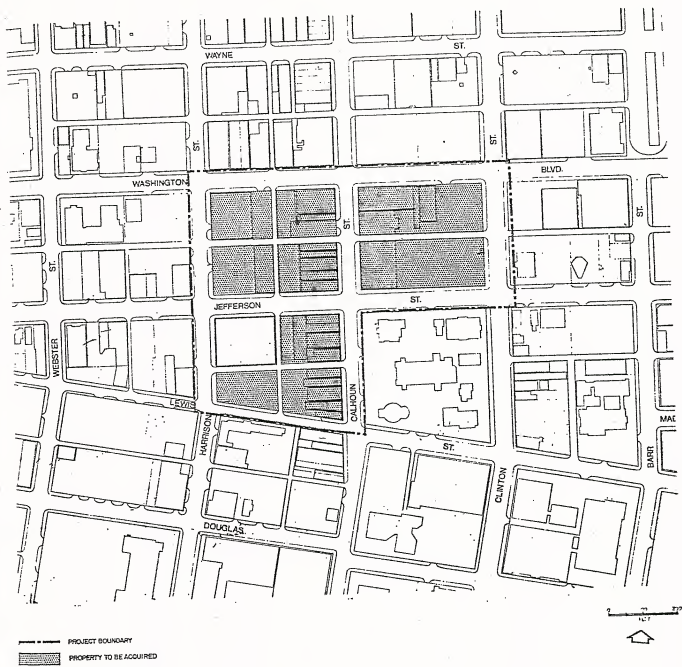 WAYNE
ST.
ST.
ST.
WASHINGTON
BLVD.
ST.
ST.
ST.
JEFFERSON
ST.
WEBSTER
LEWIS
HARRISON
CALHOUN
ST.
CLINTON
BARR
MAD
DOUGLAS
PROJECT BOUNDARY
PROPERTY TO BE ACQUIRED